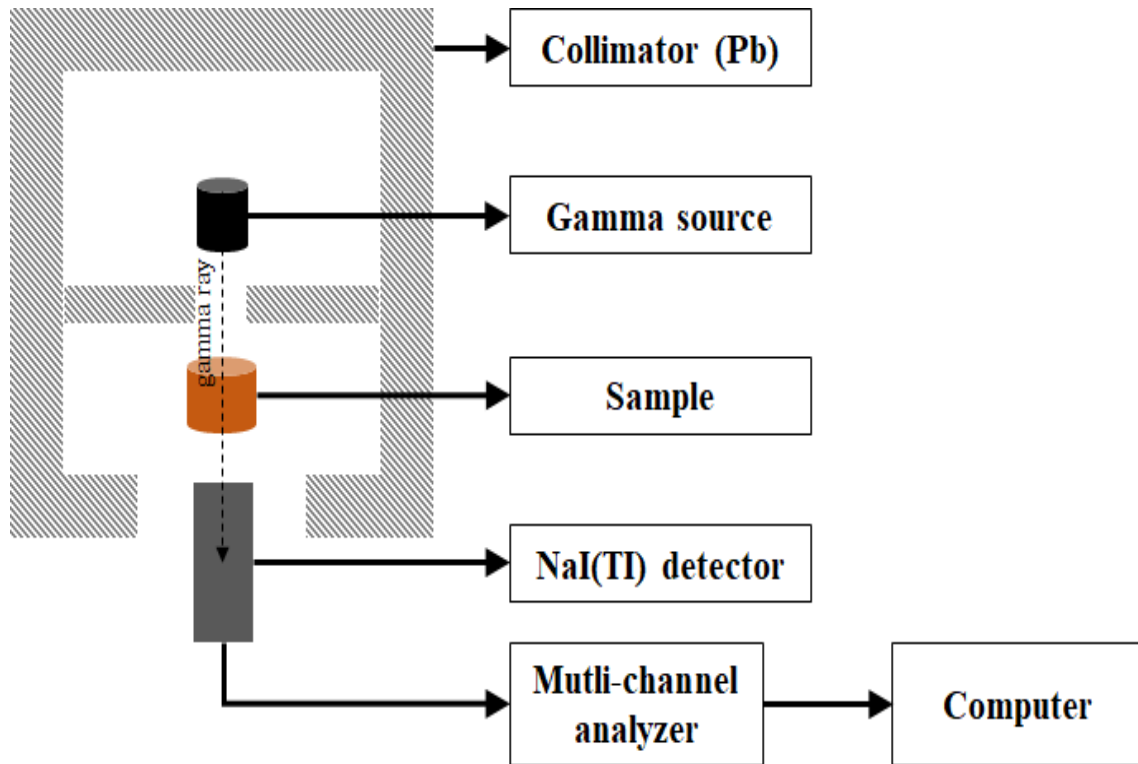 Collimator (Pb)
Gamma source
gamma ray
Sample
NaI(TI) detector
Mutli-channel
analyzer
Computer